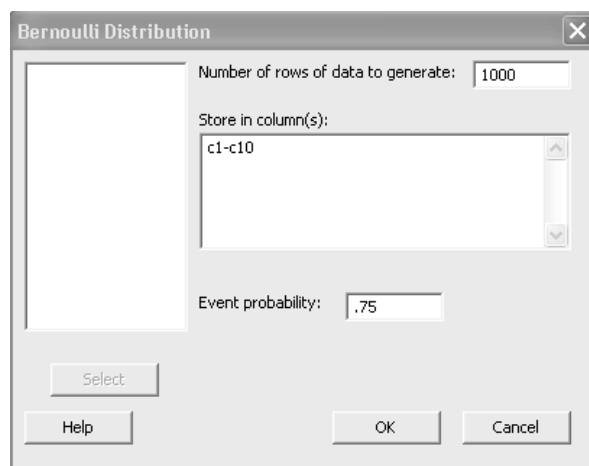 Bernoulli Distribution
Number of rows of data to generate: 1000
Store in column(s):
c1-c10
Event probability: .75
Select
Help OK Cancel